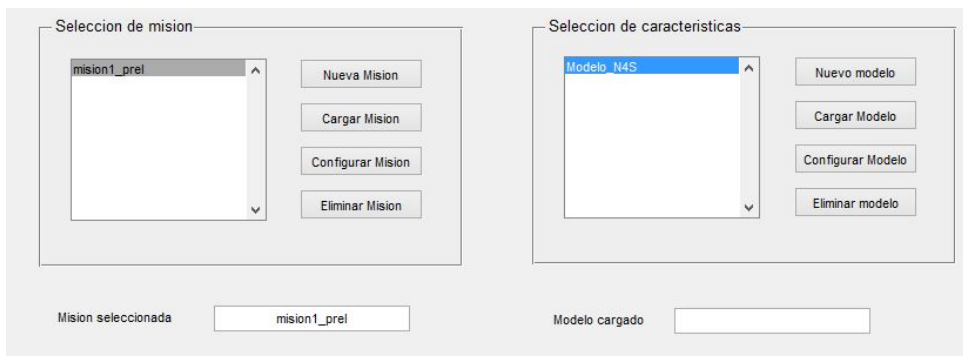 Seleccion de mision
mision1_prel
Nueva Mision
Cargar Mision
Configurar Mision
Eliminar Mision
Mision seleccionada
mision1_prel
Seleccion de caracteristicas
Modelo_N4S
Nuevo modelo
Cargar Modelo
Configurar Modelo
Eliminar modelo
Modelo cargado